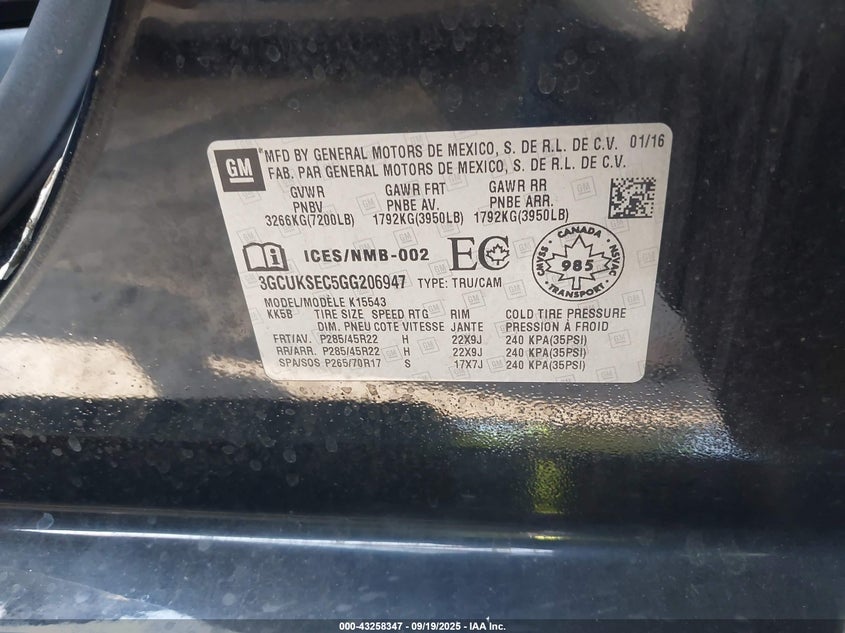 GM
MFD BY GENERAL MOTORS DE MEXICO, S. DE R.L. DE C.V. 01/16
FAB. PAR GENERAL MOTORS DE MEXICO, S. DE R.L. DE C.V.
GVWR GAWR FRT GAWR RR
PNBV PNBE AV. PNBE ARR.
3266KG(7200LB) 1792KG(3950LB) 1792KG(3950LB)
ICES/NMB-002 EC
CANADA
CMVSS 985 NSVAC
TRANSPORT
3GCUKSEC5GG206947 TYPE: TRU/CAM
MODEL/MODÈLE K15543
KK5B TIRE SIZE SPEED RTG RIM COLD TIRE PRESSURE
DIM. PNEU COTE VITESSE JANTE PRESSION À FROID
FRT/AV. P285/45R22 H 22X9J 240 KPA(35PSI)
RR/ARR. P285/45R22 H 22X9J 240 KPA(35PSI)
SPA/SOS P265/70R17 S 17X7J 240 KPA(35PSI)
000-43258347 - 09/19/2025 - IAA Inc.